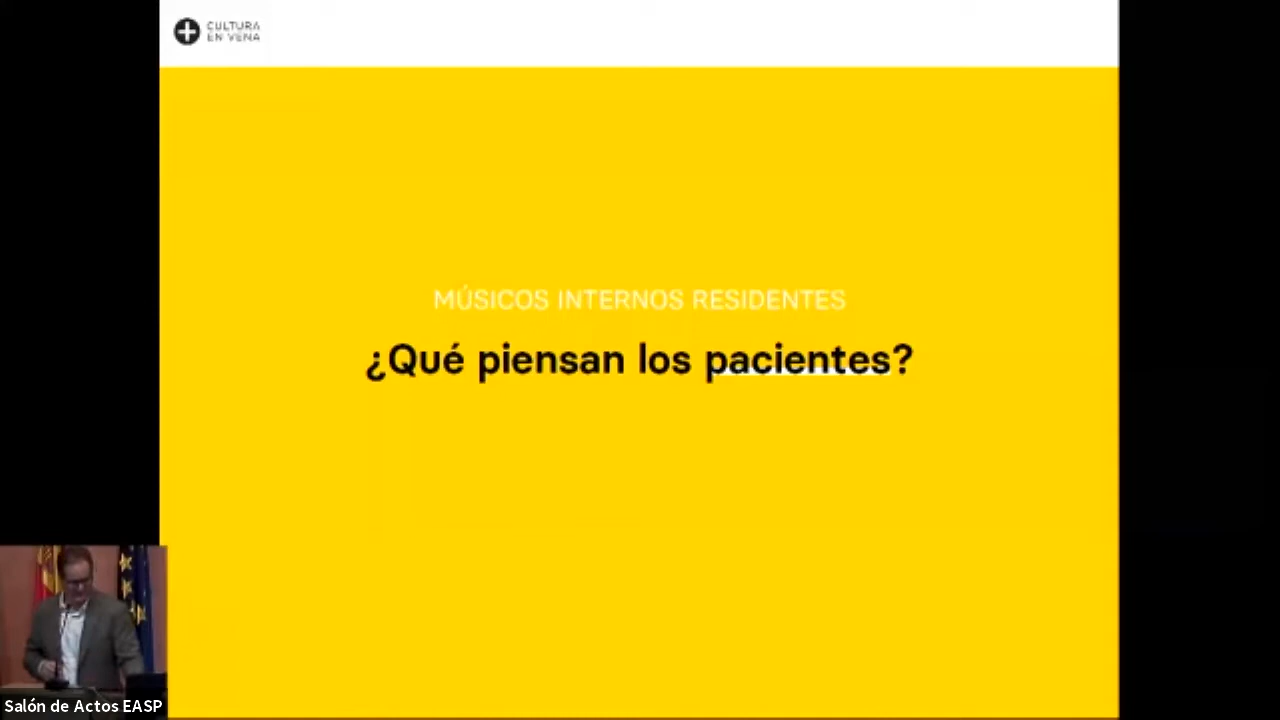 CULTURA
EN VENA
MÚSICOS INTERNOS RESIDENTES
¿Qué piensan los pacientes?
Salón de Actos EASP